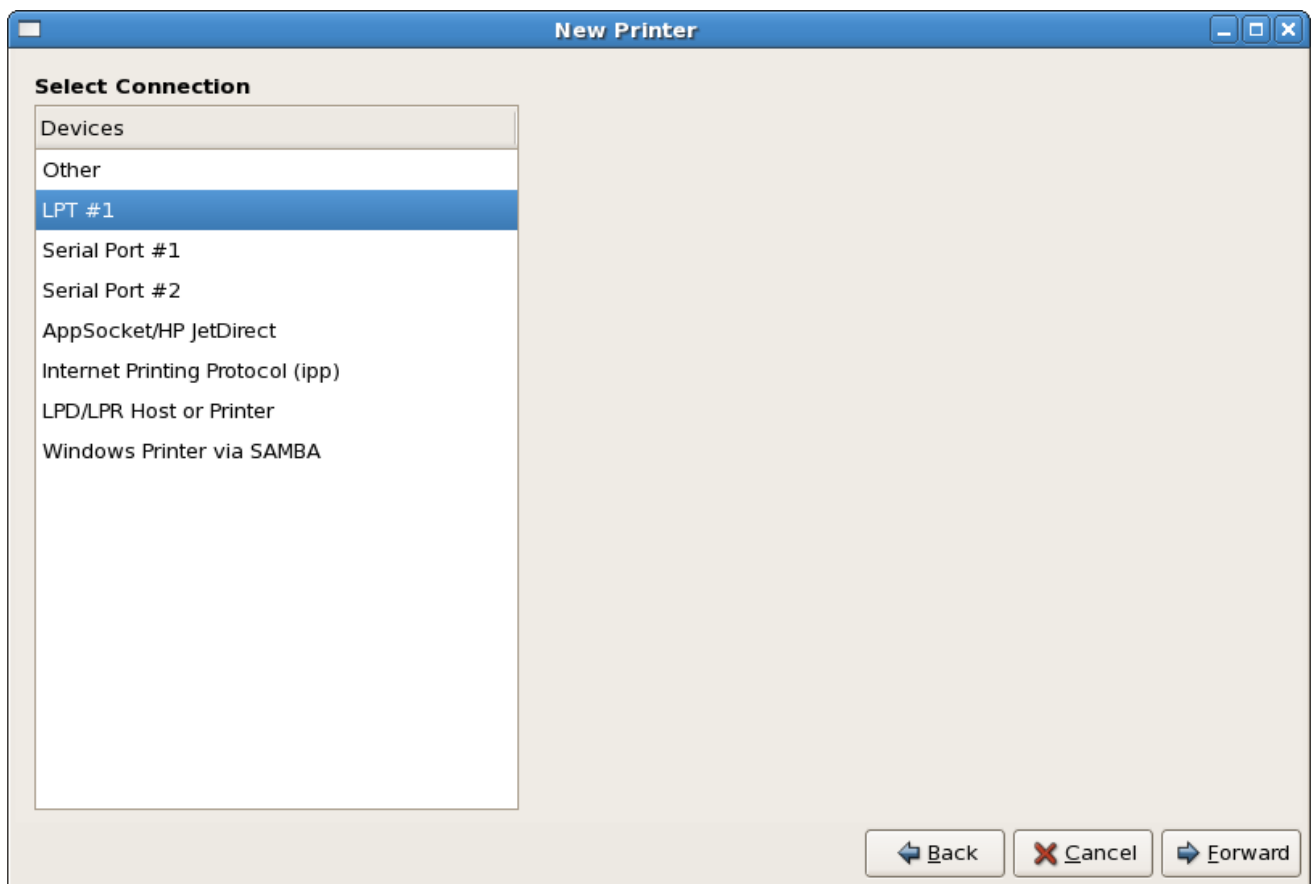 New Printer
Select Connection
Devices
Other
LPT #1
Serial Port #1
Serial Port #2
AppSocket/HP JetDirect
Internet Printing Protocol (ipp)
LPD/LPR Host or Printer
Windows Printer via SAMBA
Back Cancel Forward